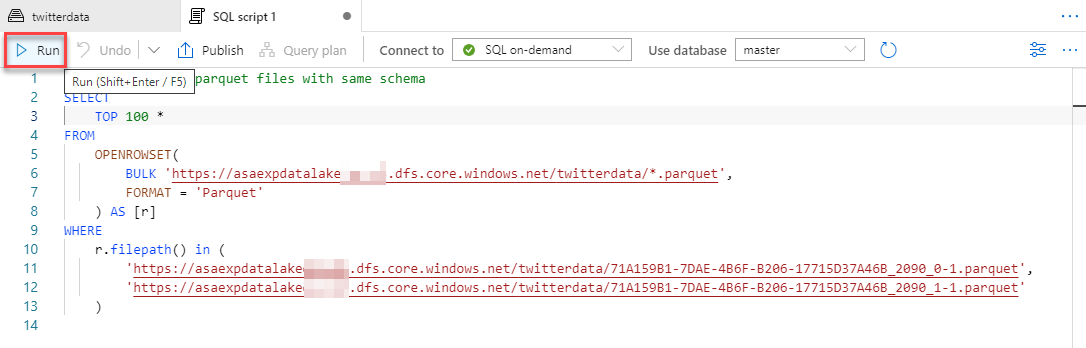 twitterdata
SQL script 1
Run Undo Publish Query plan Connect to SQL on-demand Use database master
Run (Shift+Enter / F5)
1 parquet files with same schema
2 SELECT
3 TOP 100 *
4 FROM
5 OPENROWSET(
6 BULK 'https://asaexpdatalake .dfs.core.windows.net/twitterdata/*.parquet',
7 FORMAT = 'Parquet'
8 ) AS [r]
9 WHERE
10 r.filepath() in (
11 'https://asaexpdatalake .dfs.core.windows.net/twitterdata/71A159B1-7DAE-4B6F-B206-17715D37A46B_2090_0-1.parquet',
12 'https://asaexpdatalake .dfs.core.windows.net/twitterdata/71A159B1-7DAE-4B6F-B206-17715D37A46B_2090_1-1.parquet'
13 )
14